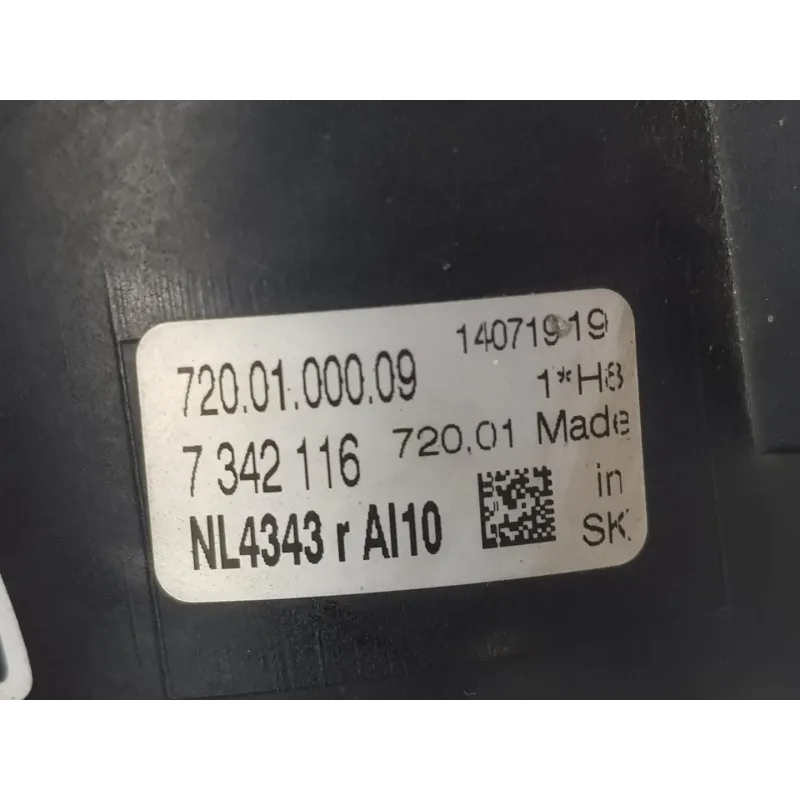 14071919
720.01.000.09
1*H8
7 342 116 720.01 Made
in
NL4343 r AI10
SK